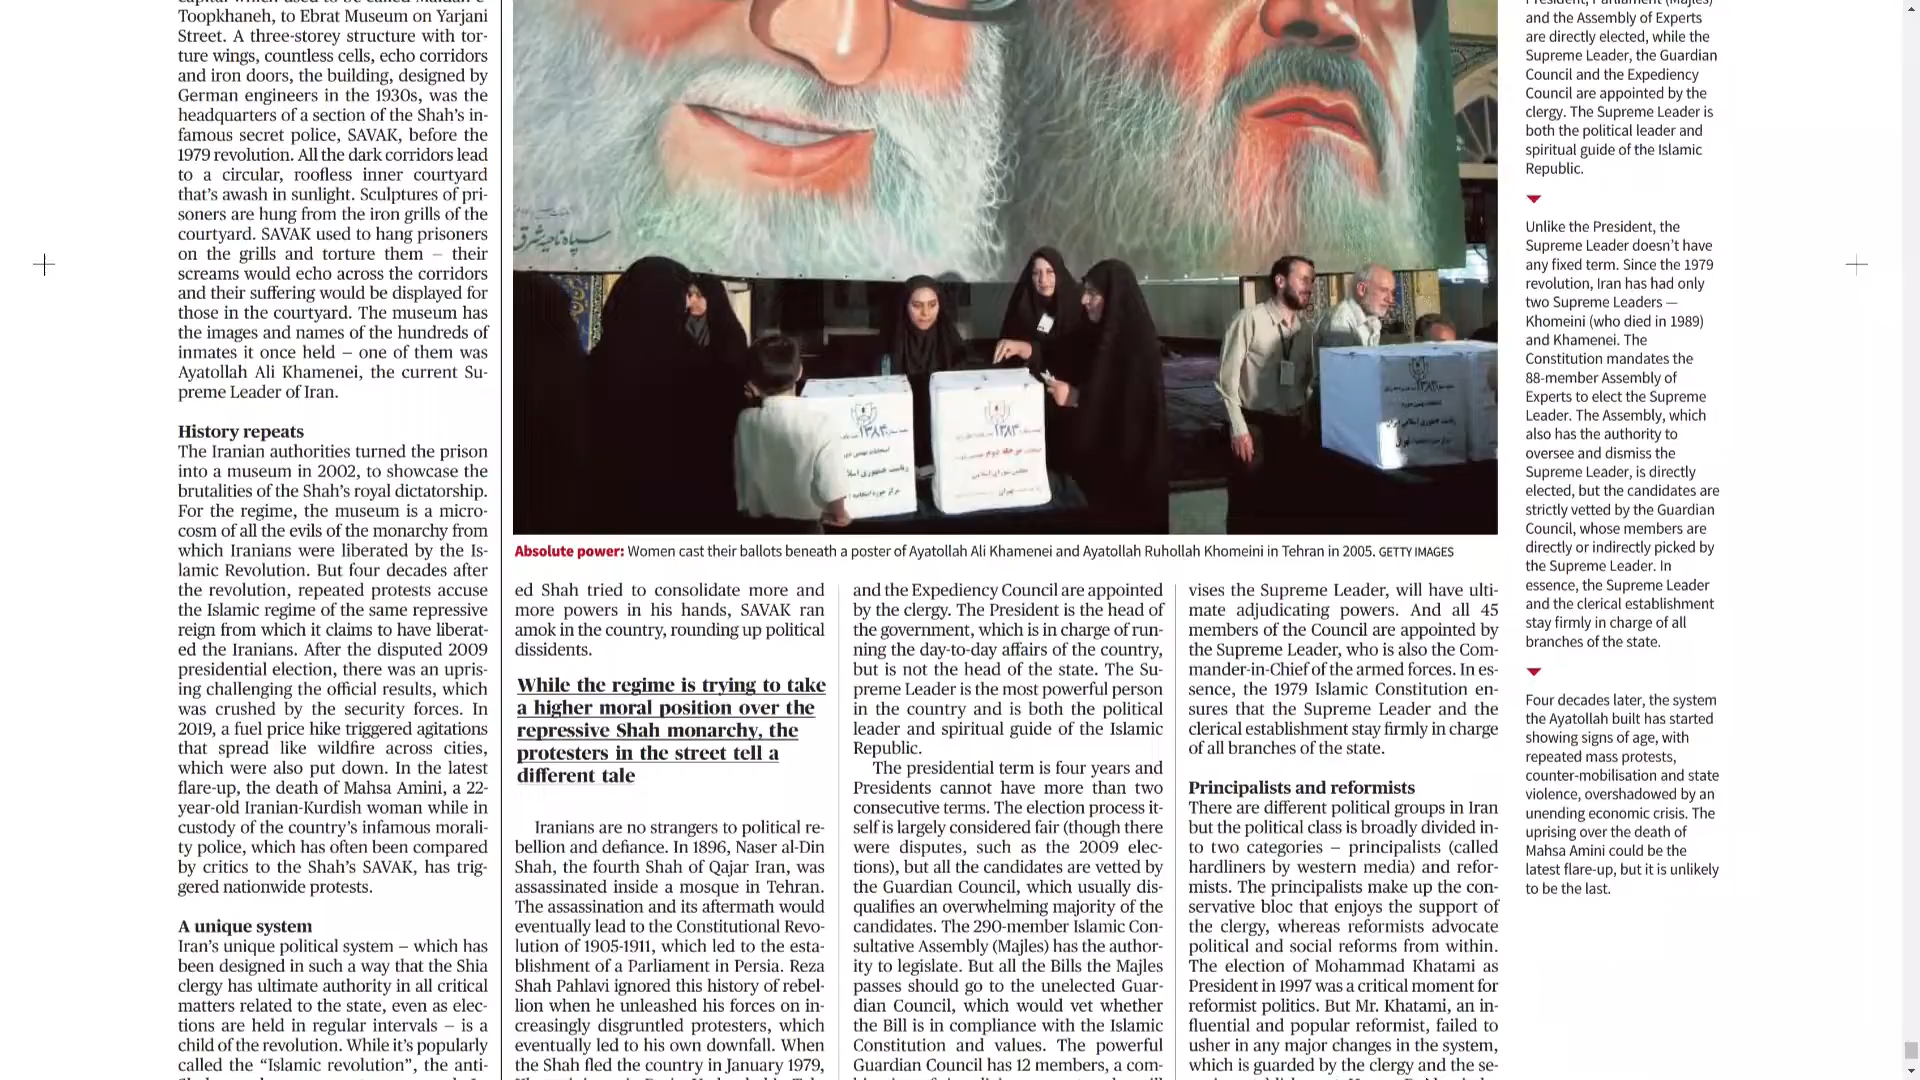 Toopkhaneh, to Ebrat Museum on Yarjani
Street. A three-storey structure with tor-
ture wings, countless cells, echo corridors
and iron doors, the building, designed by
German engineers in the 1930s, was the
headquarters of a section of the Shah's in-
famous secret police, SAVAK, before the
1979 revolution. All the dark corridors lead
to a circular, roofless inner courtyard
that's awash in sunlight. Sculptures of pri-
soners are hung from the iron grills of the
courtyard. SAVAK used to hang prisoners
on the grills and torture them – their
screams would echo across the corridors
and their suffering would be displayed for
those in the courtyard. The museum has
the images and names of the hundreds of
inmates it once held – one of them was
Ayatollah Ali Khamenei, the current Su-
preme Leader of Iran.
History repeats
The Iranian authorities turned the prison
into a museum in 2002, to showcase the
brutalities of the Shah's royal dictatorship.
For the regime, the museum is a micro-
cosm of all the evils of the monarchy from
which Iranians were liberated by the Is-
lamic Revolution. But four decades after
the revolution, repeated protests accuse
the Islamic regime of the same repressive
reign from which it claims to have liberat-
ed the Iranians. After the disputed 2009
presidential election, there was an upris-
ing challenging the official results, which
was crushed by the security forces. In
2019, a fuel price hike triggered agitations
that spread like wildfire across cities,
which were also put down. In the latest
flare-up, the death of Mahsa Amini, a 22-
year-old Iranian-Kurdish woman while in
custody of the country's infamous morali-
ty police, which has often been compared
by critics to the Shah's SAVAK, has trig-
gered nationwide protests.
A unique system
Iran's unique political system – which has
been designed in such a way that the Shia
clergy has ultimate authority in all critical
matters related to the state, even as elec-
tions are held in regular intervals – is a
child of the revolution. While it's popularly
called the “Islamic revolution”, the anti-
۱۳۸۴
۱۳۸۴
Absolute power: Women cast their ballots beneath a poster of Ayatollah Ali Khamenei and Ayatollah Ruhollah Khomeini in Tehran in 2005. GETTY IMAGES
ed Shah tried to consolidate more and
more powers in his hands, SAVAK ran
amok in the country, rounding up political
dissidents.
While the regime is trying to take
a higher moral position over the
repressive Shah monarchy, the
protesters in the street tell a
different tale
Iranians are no strangers to political re-
bellion and defiance. In 1896, Naser al-Din
Shah, the fourth Shah of Qajar Iran, was
assassinated inside a mosque in Tehran.
The assassination and its aftermath would
eventually lead to the Constitutional Revo-
lution of 1905-1911, which led to the esta-
blishment of a Parliament in Persia. Reza
Shah Pahlavi ignored this history of rebel-
lion when he unleashed his forces on in-
creasingly disgruntled protesters, which
eventually led to his own downfall. When
the Shah fled the country in January 1979,
and the Expediency Council are appointed
by the clergy. The President is the head of
the government, which is in charge of run-
ning the day-to-day affairs of the country,
but is not the head of the state. The Su-
preme Leader is the most powerful person
in the country and is both the political
leader and spiritual guide of the Islamic
Republic.
The presidential term is four years and
Presidents cannot have more than two
consecutive terms. The election process it-
self is largely considered fair (though there
were disputes, such as the 2009 elec-
tions), but all the candidates are vetted by
the Guardian Council, which usually dis-
qualifies an overwhelming majority of the
candidates. The 290-member Islamic Con-
sultative Assembly (Majles) has the author-
ity to legislate. But all the Bills the Majles
passes should go to the unelected Guar-
dian Council, which would vet whether
the Bill is in compliance with the Islamic
Constitution and values. The powerful
Guardian Council has 12 members, a com-
vises the Supreme Leader, will have ulti-
mate adjudicating powers. And all 45
members of the Council are appointed by
the Supreme Leader, who is also the Com-
mander-in-Chief of the armed forces. In es-
sence, the 1979 Islamic Constitution en-
sures that the Supreme Leader and the
clerical establishment stay firmly in charge
of all branches of the state.
Principalists and reformists
There are different political groups in Iran
but the political class is broadly divided in-
to two categories – principalists (called
hardliners by western media) and refor-
mists. The principalists make up the con-
servative bloc that enjoys the support of
the clergy, whereas reformists advocate
political and social reforms from within.
The election of Mohammad Khatami as
President in 1997 was a critical moment for
reformist politics. But Mr. Khatami, an in-
fluential and popular reformist, failed to
usher in any major changes in the system,
which is guarded by the clergy and the se-
President, Parliament (Majles)
and the Assembly of Experts
are directly elected, while the
Supreme Leader, the Guardian
Council and the Expediency
Council are appointed by the
clergy. The Supreme Leader is
both the political leader and
spiritual guide of the Islamic
Republic.
Unlike the President, the
Supreme Leader doesn't have
any fixed term. Since the 1979
revolution, Iran has had only
two Supreme Leaders —
Khomeini (who died in 1989)
and Khamenei. The
Constitution mandates the
88-member Assembly of
Experts to elect the Supreme
Leader. The Assembly, which
also has the authority to
oversee and dismiss the
Supreme Leader, is directly
elected, but the candidates are
strictly vetted by the Guardian
Council, whose members are
directly or indirectly picked by
the Supreme Leader. In
essence, the Supreme Leader
and the clerical establishment
stay firmly in charge of all
branches of the state.
Four decades later, the system
the Ayatollah built has started
showing signs of age, with
repeated mass protests,
counter-mobilisation and state
violence, overshadowed by an
unending economic crisis. The
uprising over the death of
Mahsa Amini could be the
latest flare-up, but it is unlikely
to be the last.